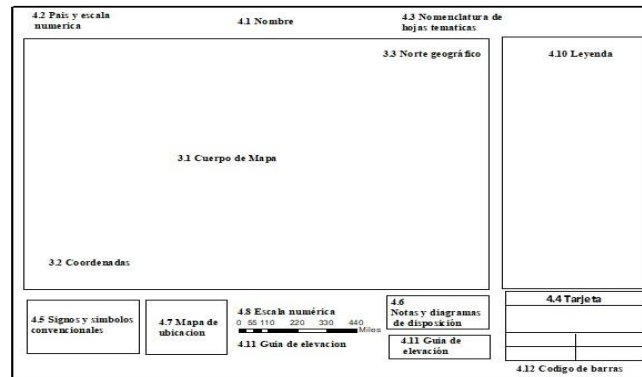 4.2 Pais y escala
numerica
4.1 Nombre
4.3 Nomenclatura de
hojas tematicas
3.3 Norte geográfico
4.10 Leyenda
3.1 Cuerpo de Mapa
3.2 Coordenadas
4.5 Signos y simbolos
convencionales
4.7 Mapa de
ubicacion
4.8 Escala numérica
0 55 110 220 330 440
Miles
4.11 Guia de elevacion
4.6
Notas y diagramas
de disposición
4.11 Guia de
elevación
4.4 Tarjeta
4.12 Codigo de barras